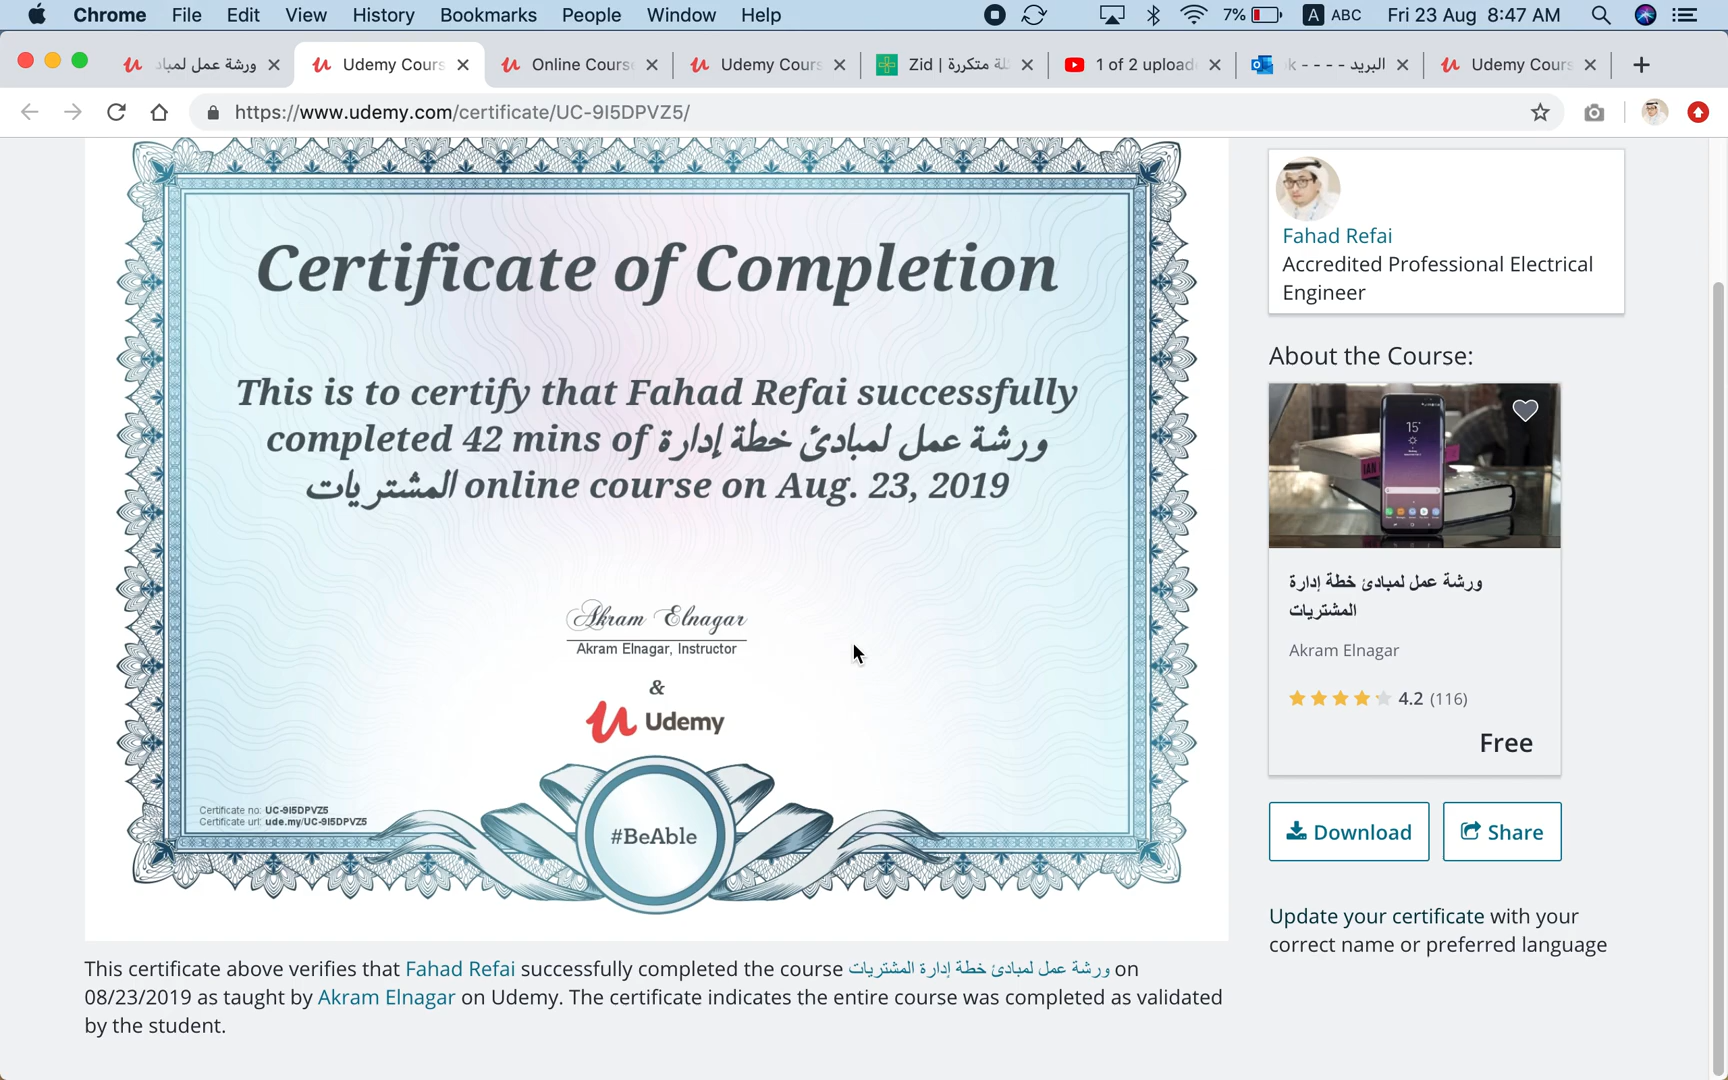 Chrome File Edit View History Bookmarks People Window Help 7% A ABC Fri 23 Aug 8:47 AM
ورشة عمل لمباد
Udemy Cours
Online Course
Udemy Cours
Zid | لة متكررة
1 of 2 upload
k - - - - البريد
Udemy Cours
https://www.udemy.com/certificate/UC-9I5DPVZ5/
Certificate of Completion
This is to certify that Fahad Refai successfully
completed 42 mins of ورشة عمل لمبادئ خطة إدارة
المشتريات online course on Aug. 23, 2019
Akram Elnagar
Akram Elnagar, Instructor
&
Udemy
Certificate no: UC-9I5DPVZ5
Certificate url: ude.my/UC-9I5DPVZ5
#BeAble
This certificate above verifies that Fahad Refai successfully completed the course ورشة عمل لمبادئ خطة إدارة المشتريات on
08/23/2019 as taught by Akram Elnagar on Udemy. The certificate indicates the entire course was completed as validated
by the student.
Fahad Refai
Accredited Professional Electrical
Engineer
About the Course:
15°
ورشة عمل لمبادئ خطة إدارة
المشتريات
Akram Elnagar
4.2 (116)
Free
Download
Share
Update your certificate with your
correct name or preferred language